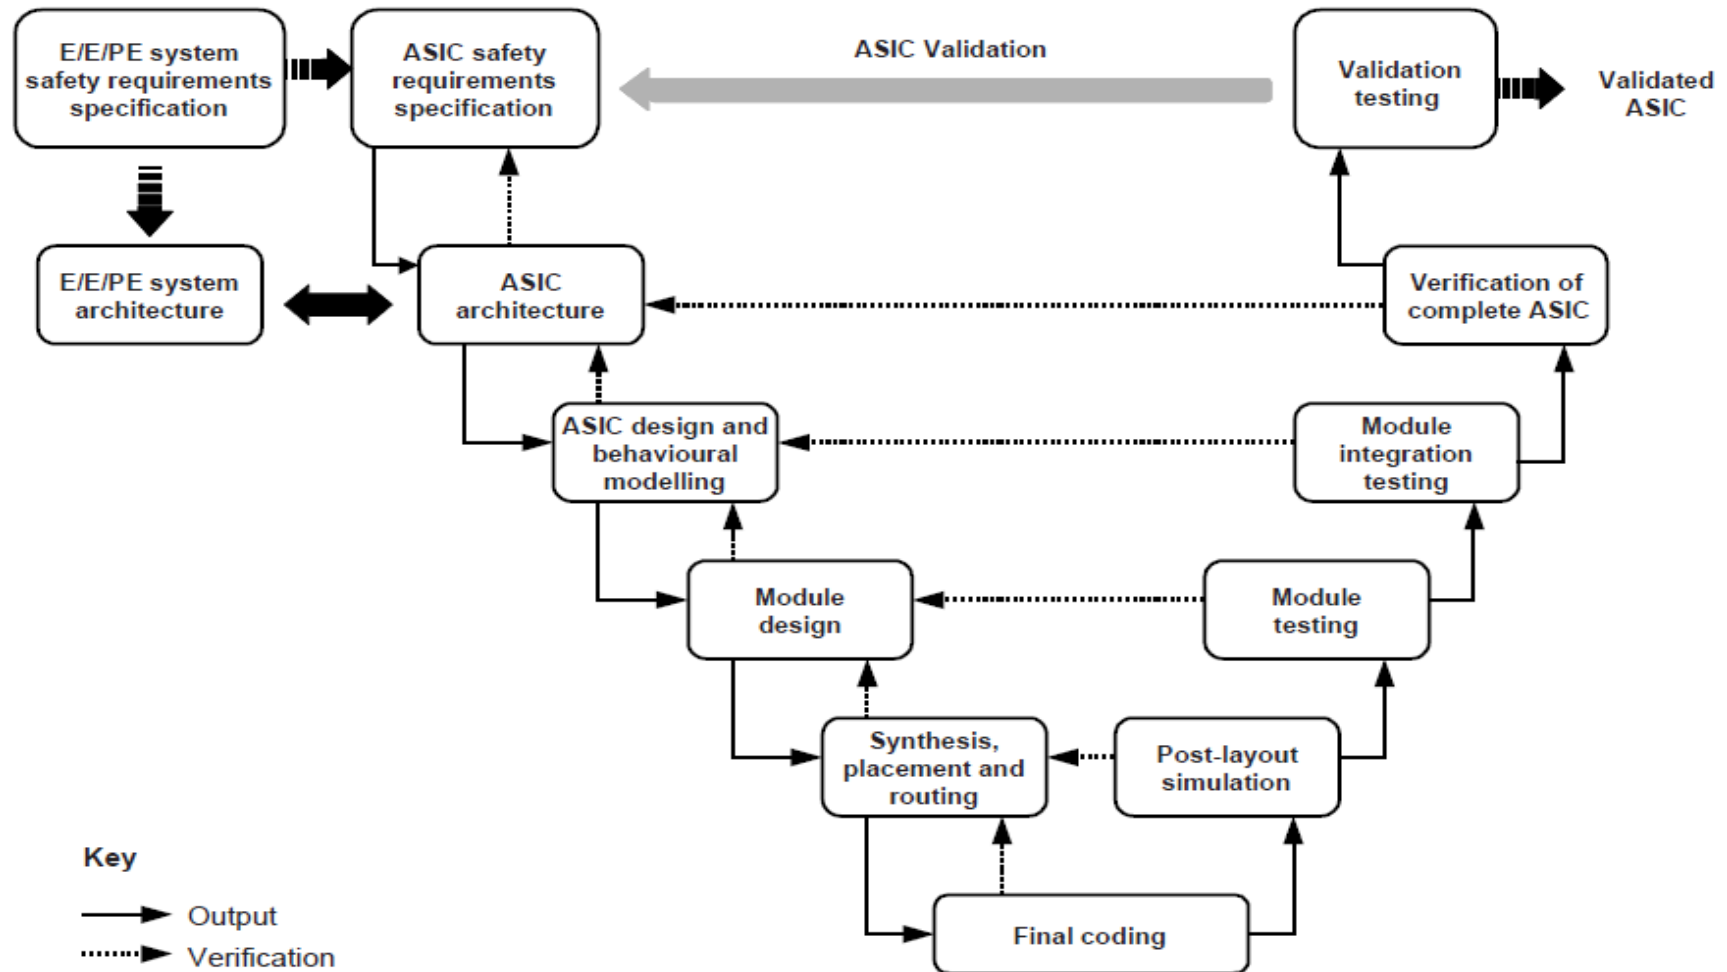 E/E/PE system
safety requirements
specification
ASIC safety
requirements
specification
ASIC Validation
Validation
testing
Validated
ASIC
E/E/PE system
architecture
ASIC
architecture
Verification of
complete ASIC
ASIC design and
behavioural
modelling
Module
integration
testing
Module
design
Module
testing
Synthesis,
placement and
routing
Post-layout
simulation
Final coding
Key
Output
Verification